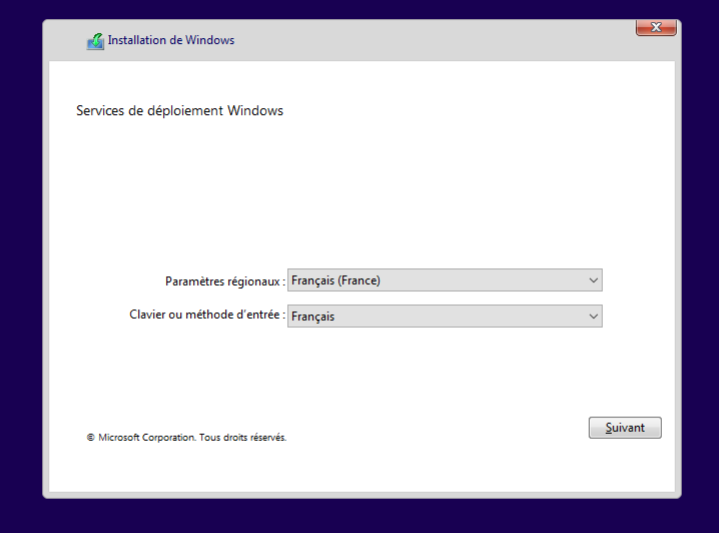 Installation de Windows
Services de déploiement Windows
Paramètres régionaux : Français (France)
Clavier ou méthode d'entrée : Français
Suivant
© Microsoft Corporation. Tous droits réservés.